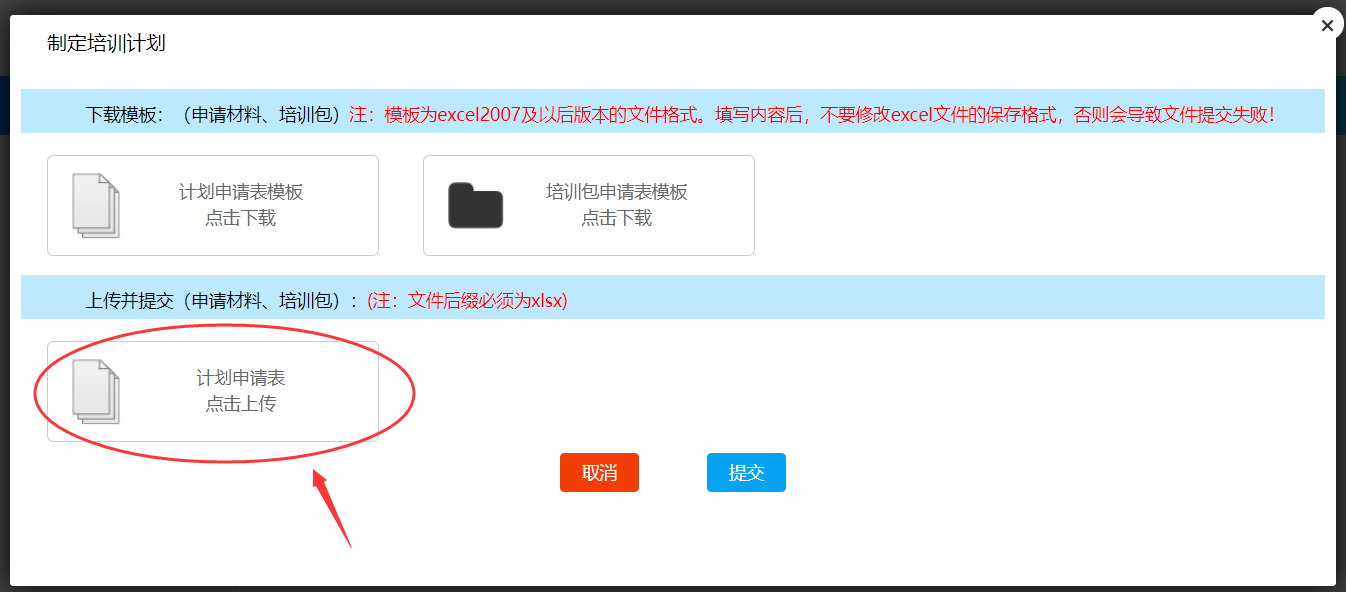 制定培训计划
下载模板：（申请材料、培训包）注：模板为excel2007及以后版本的文件格式。填写内容后，不要修改excel文件的保存格式，否则会导致文件提交失败！
计划申请表模板
点击下载
培训包申请表模板
点击下载
上传并提交（申请材料、培训包）：(注：文件后缀必须为xlsx)
计划申请表
点击上传
取消
提交